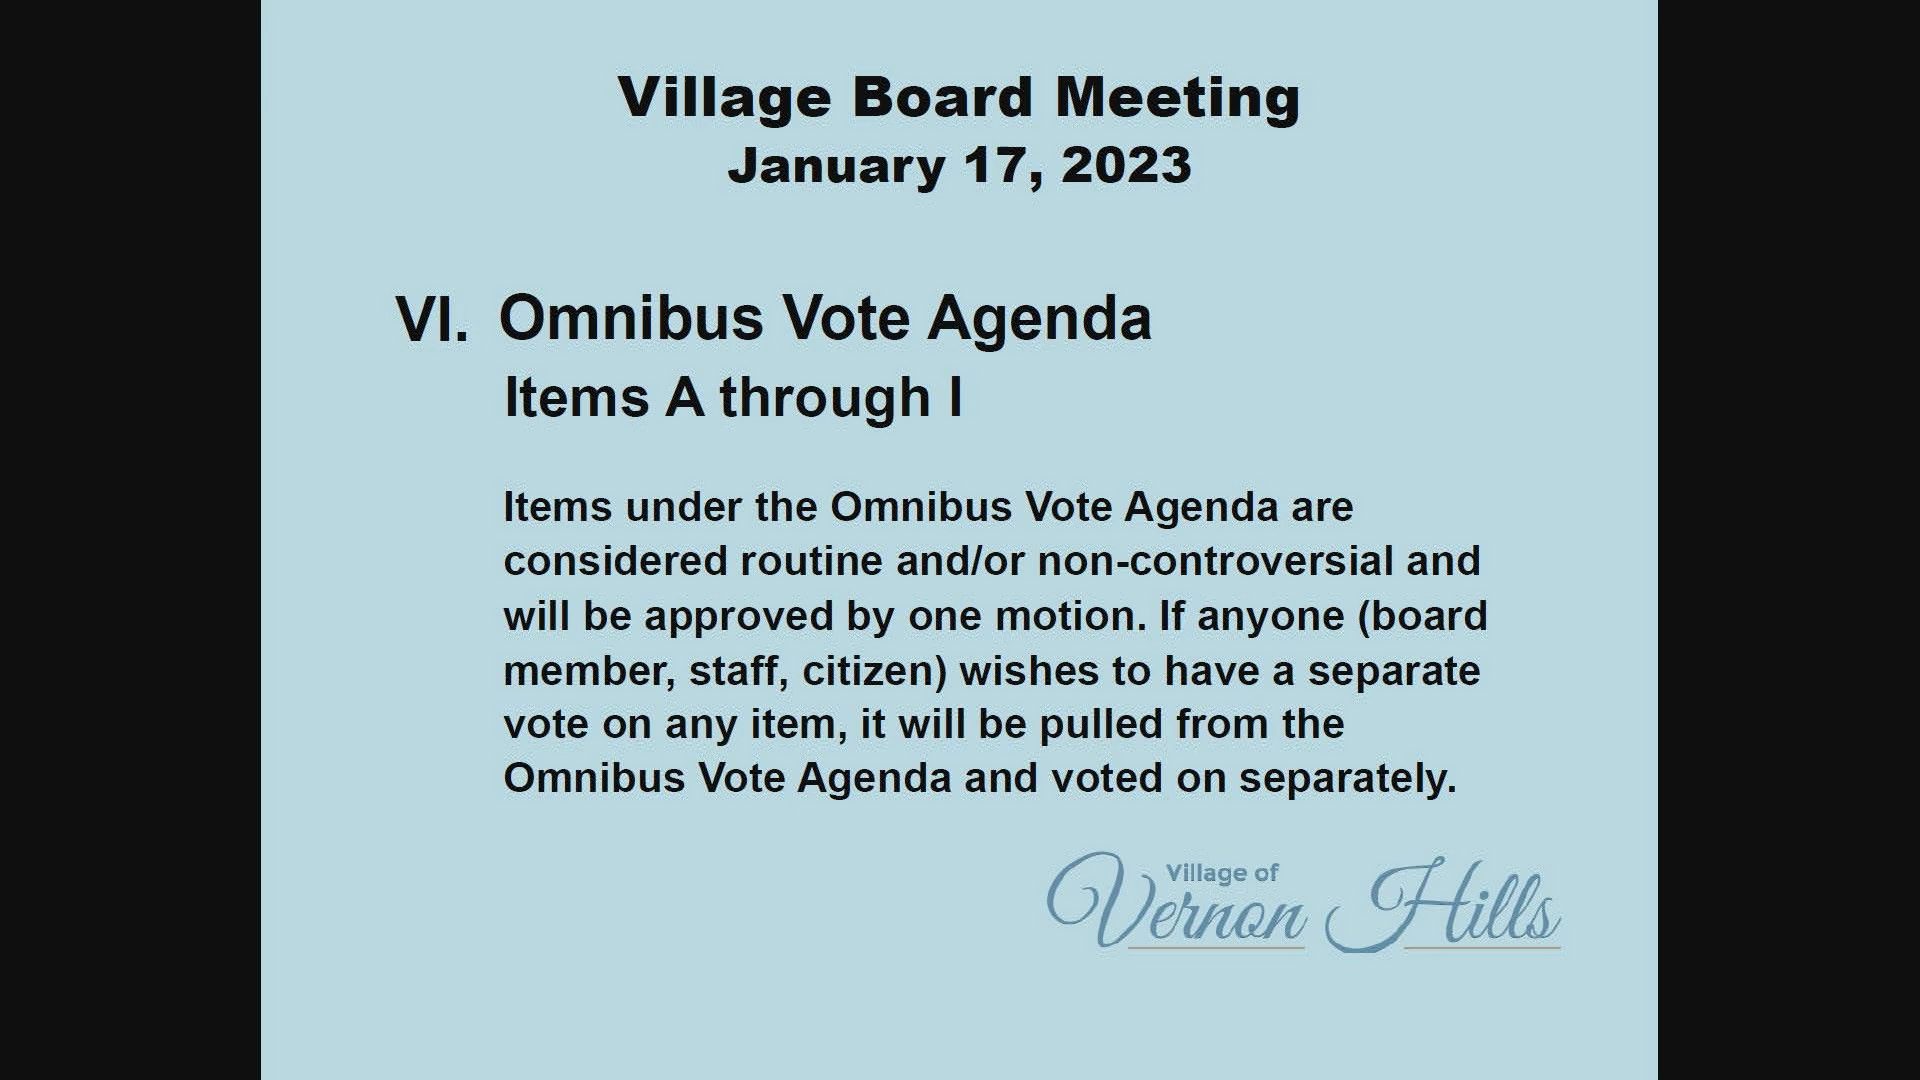 Village Board Meeting
January 17, 2023
VI. Omnibus Vote Agenda
Items A through I
Items under the Omnibus Vote Agenda are
considered routine and/or non-controversial and
will be approved by one motion. If anyone (board
member, staff, citizen) wishes to have a separate
vote on any item, it will be pulled from the
Omnibus Vote Agenda and voted on separately.
Village of
Vernon Hills